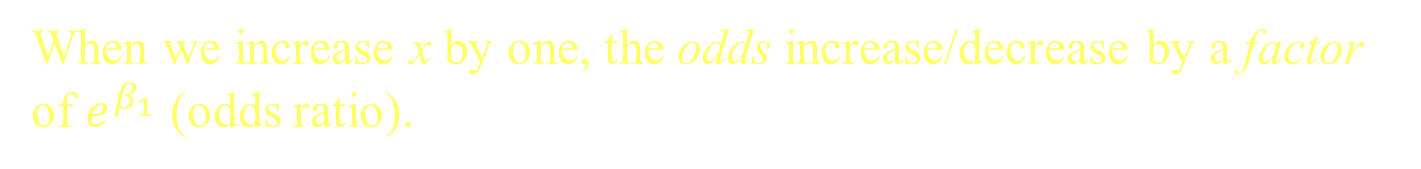 When we increase x by one, the odds increase/decrease by a factor
of e^β₁ (odds ratio).